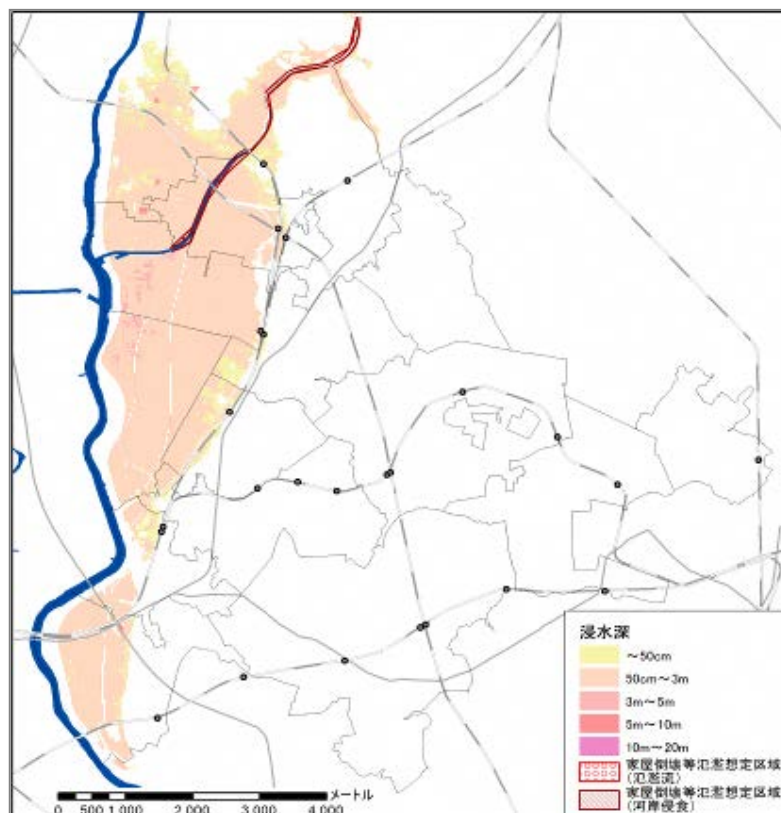 浸水深
～50cm
50cm～3m
3m～5m
5m～10m
10m～20m
家屋倒壊等氾濫想定区域
(氾濫流)
家屋倒壊等氾濫想定区域
(河岸侵食)
メートル
0 500 1,000 2,000 3,000 4,000